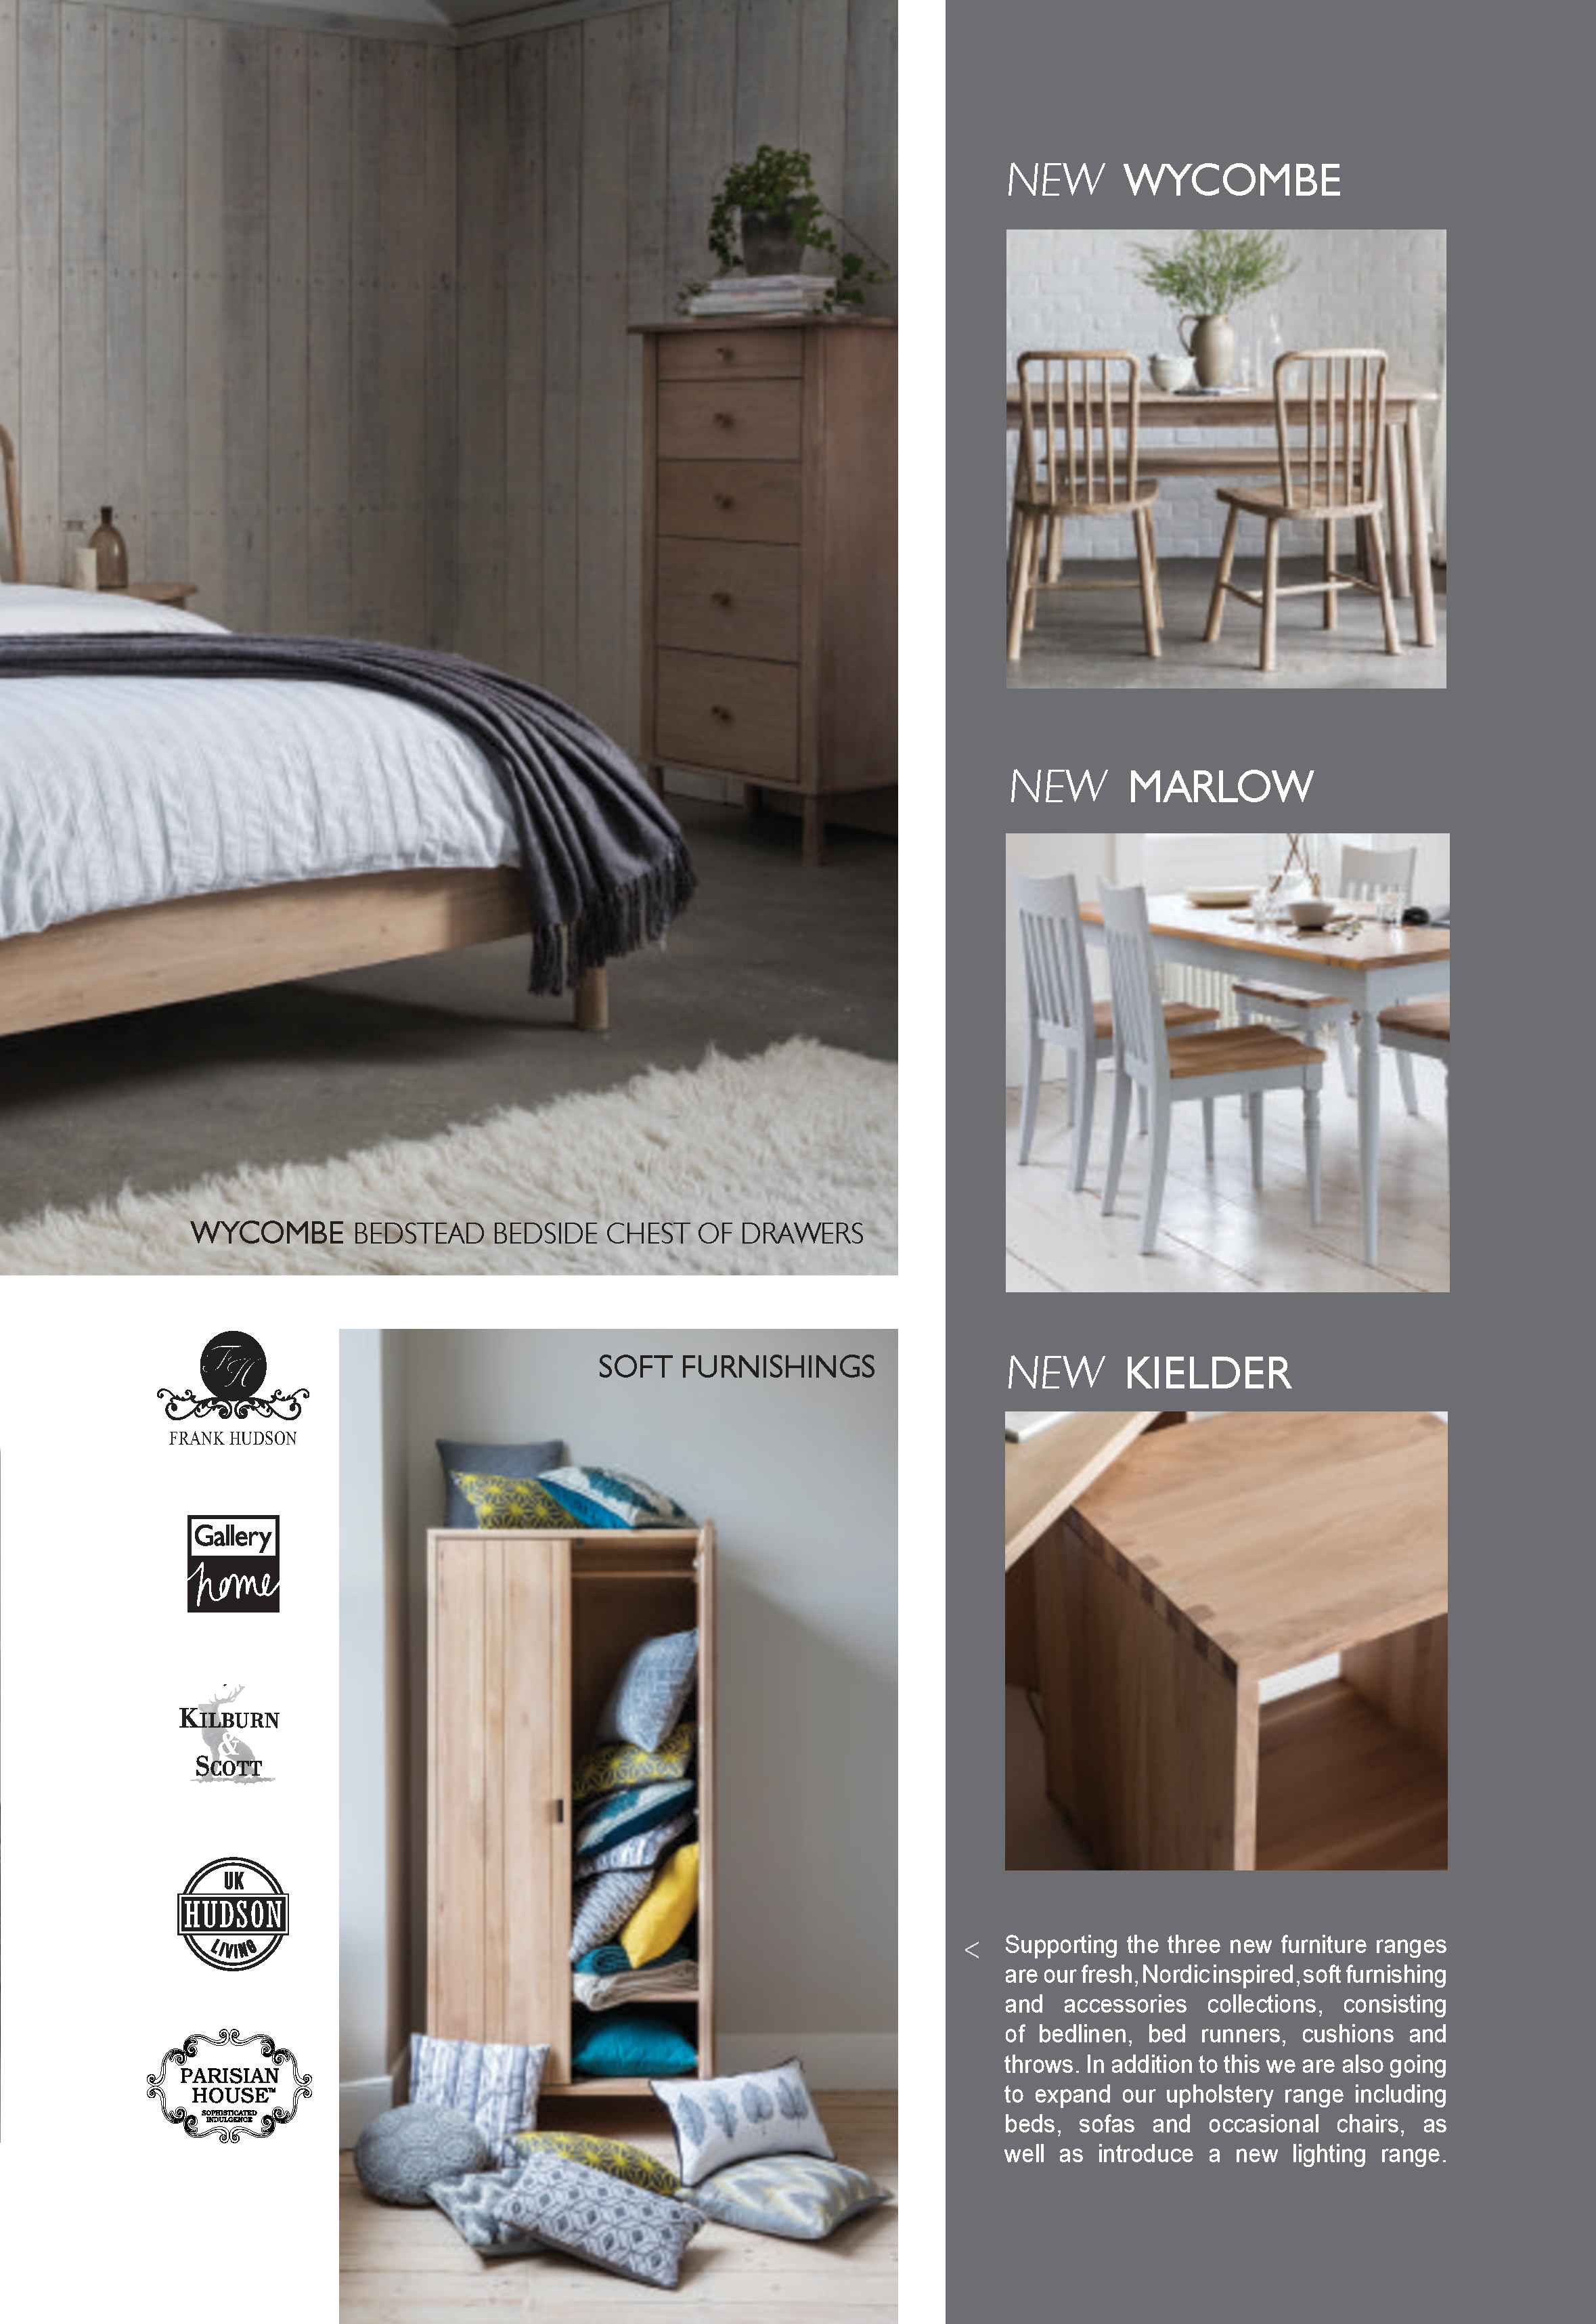 WYCOMBE BEDSTEAD BEDSIDE CHEST OF DRAWERS
FH
FRANK HUDSON
Gallery
home
KILBURN
&
SCOTT
UK
HUDSON
LIVING
PARISIAN
HOUSE™
SOPHISTICATED
INDULGENCE
SOFT FURNISHINGS
NEW WYCOMBE
NEW MARLOW
NEW KIELDER
< Supporting the three new furniture ranges
are our fresh, Nordic inspired, soft furnishing
and accessories collections, consisting
of bedlinen, bed runners, cushions and
throws. In addition to this we are also going
to expand our upholstery range including
beds, sofas and occasional chairs, as
well as introduce a new lighting range.